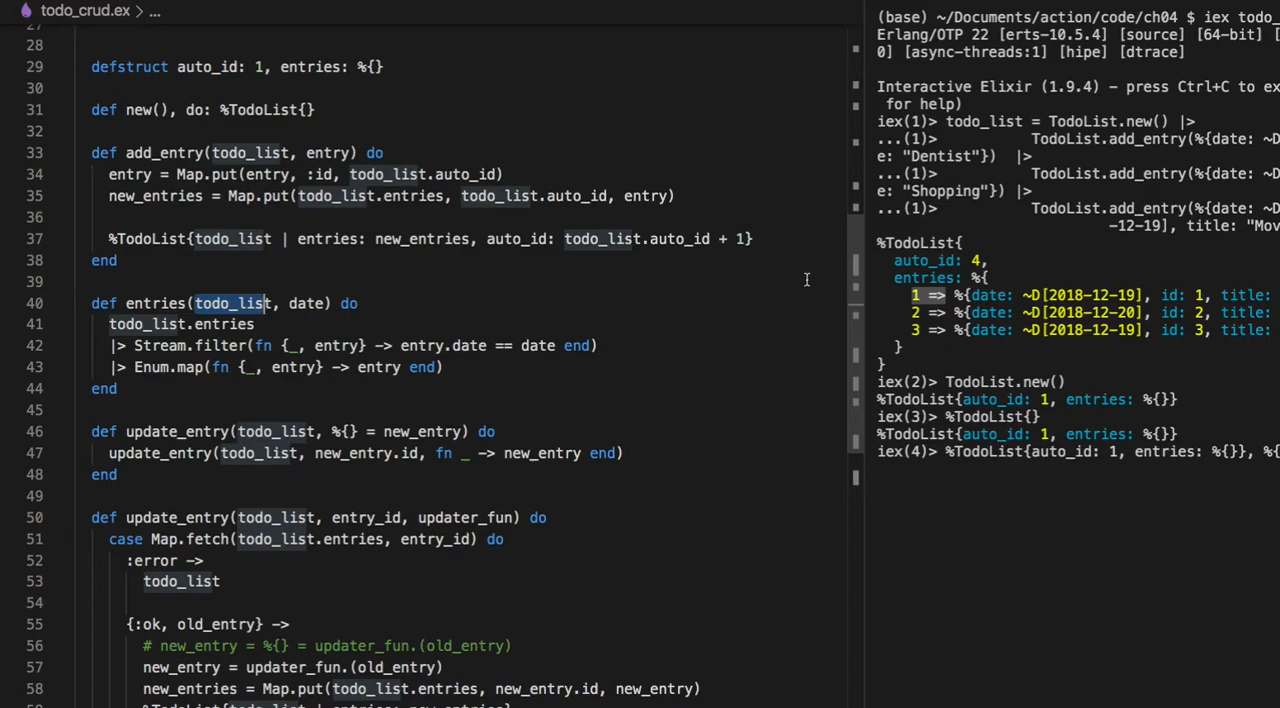 todo_crud.ex > ...
27
28
29 defstruct auto_id: 1, entries: %{}
30
31 def new(), do: %TodoList{}
32
33 def add_entry(todo_list, entry) do
34 entry = Map.put(entry, :id, todo_list.auto_id)
35 new_entries = Map.put(todo_list.entries, todo_list.auto_id, entry)
36
37 %TodoList{todo_list | entries: new_entries, auto_id: todo_list.auto_id + 1}
38 end
39
40 def entries(todo_list, date) do
41 todo_list.entries
42 |> Stream.filter(fn {_, entry} -> entry.date == date end)
43 |> Enum.map(fn {_, entry} -> entry end)
44 end
45
46 def update_entry(todo_list, %{} = new_entry) do
47 update_entry(todo_list, new_entry.id, fn _ -> new_entry end)
48 end
49
50 def update_entry(todo_list, entry_id, updater_fun) do
51 case Map.fetch(todo_list.entries, entry_id) do
52 :error ->
53 todo_list
54
55 {:ok, old_entry} ->
56 # new_entry = %{} = updater_fun.(old_entry)
57 new_entry = updater_fun.(old_entry)
58 new_entries = Map.put(todo_list.entries, new_entry.id, new_entry)
%TodoList{todo_list | entries: new_entries}
(base) ~/Documents/action/code/ch04 $ iex todo_
Erlang/OTP 22 [erts-10.5.4] [source] [64-bit] [
0] [async-threads:1] [hipe] [dtrace]
Interactive Elixir (1.9.4) - press Ctrl+C to ex
for help)
iex(1)> todo_list = TodoList.new() |>
...(1)> TodoList.add_entry(%{date: ~D
e: "Dentist"}) |>
...(1)> TodoList.add_entry(%{date: ~D
e: "Shopping"}) |>
...(1)> TodoList.add_entry(%{date: ~D
-12-19], title: "Mov
%TodoList{
auto_id: 4,
entries: %{
1 => %{date: ~D[2018-12-19], id: 1, title:
2 => %{date: ~D[2018-12-20], id: 2, title:
3 => %{date: ~D[2018-12-19], id: 3, title:
}
}
iex(2)> TodoList.new()
%TodoList{auto_id: 1, entries: %{}}
iex(3)> %TodoList{}
%TodoList{auto_id: 1, entries: %{}}
iex(4)> %TodoList{auto_id: 1, entries: %{}}, %{